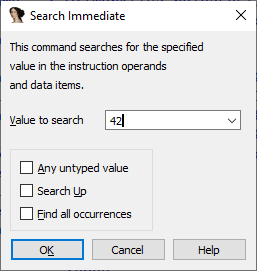 Search Immediate
This command searches for the specified
value in the instruction operands
and data items.
Value to search 42
Any untyped value
Search Up
Find all occurrences
OK Cancel Help